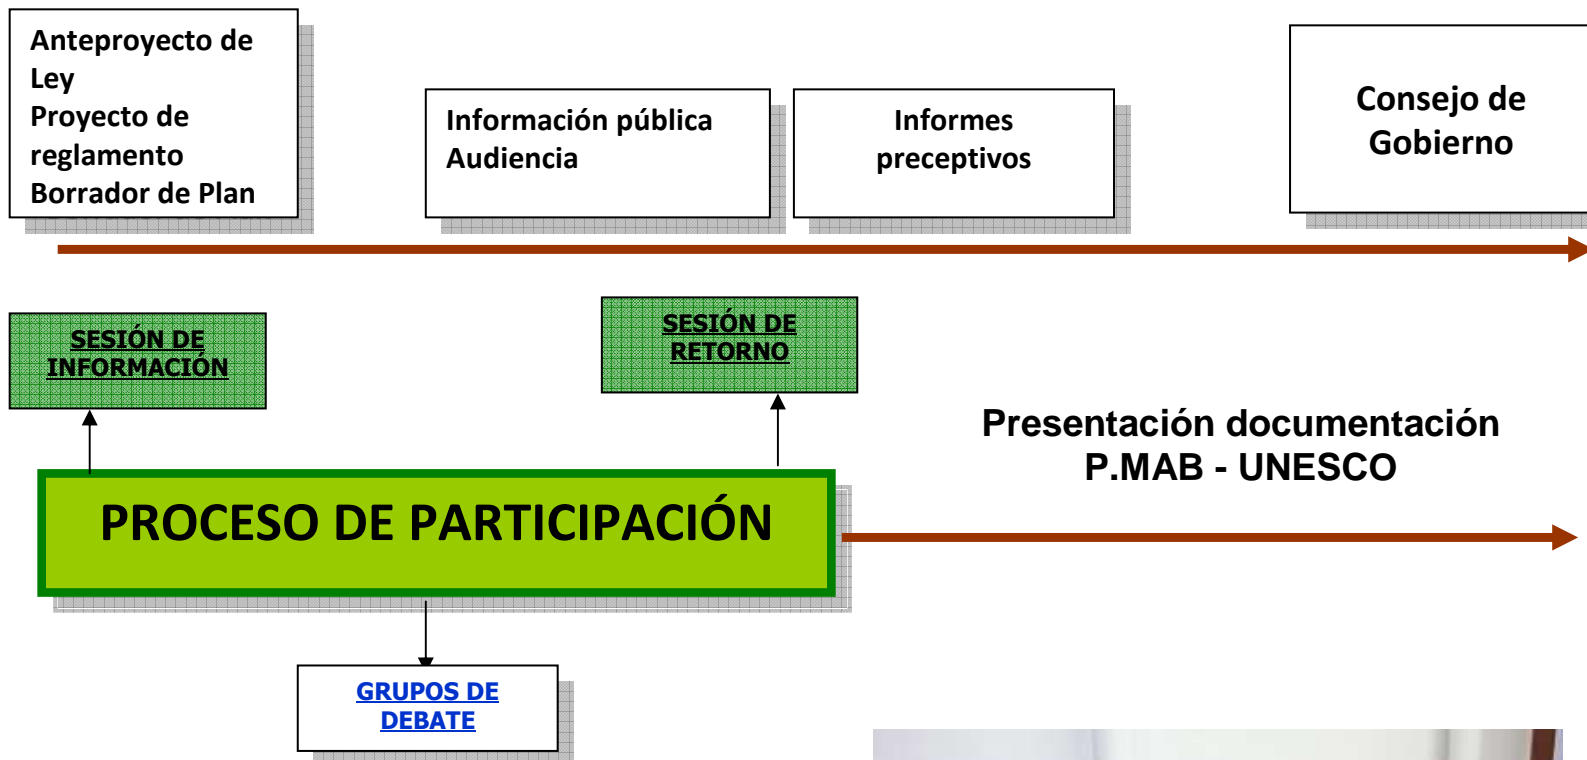 Anteproyecto de
Ley
Proyecto de
reglamento
Borrador de Plan
Información pública
Audiencia
Informes
preceptivos
Consejo de
Gobierno
SESIÓN DE
INFORMACIÓN
SESIÓN DE
RETORNO
Presentación documentación
P.MAB - UNESCO
PROCESO DE PARTICIPACIÓN
GRUPOS DE
DEBATE